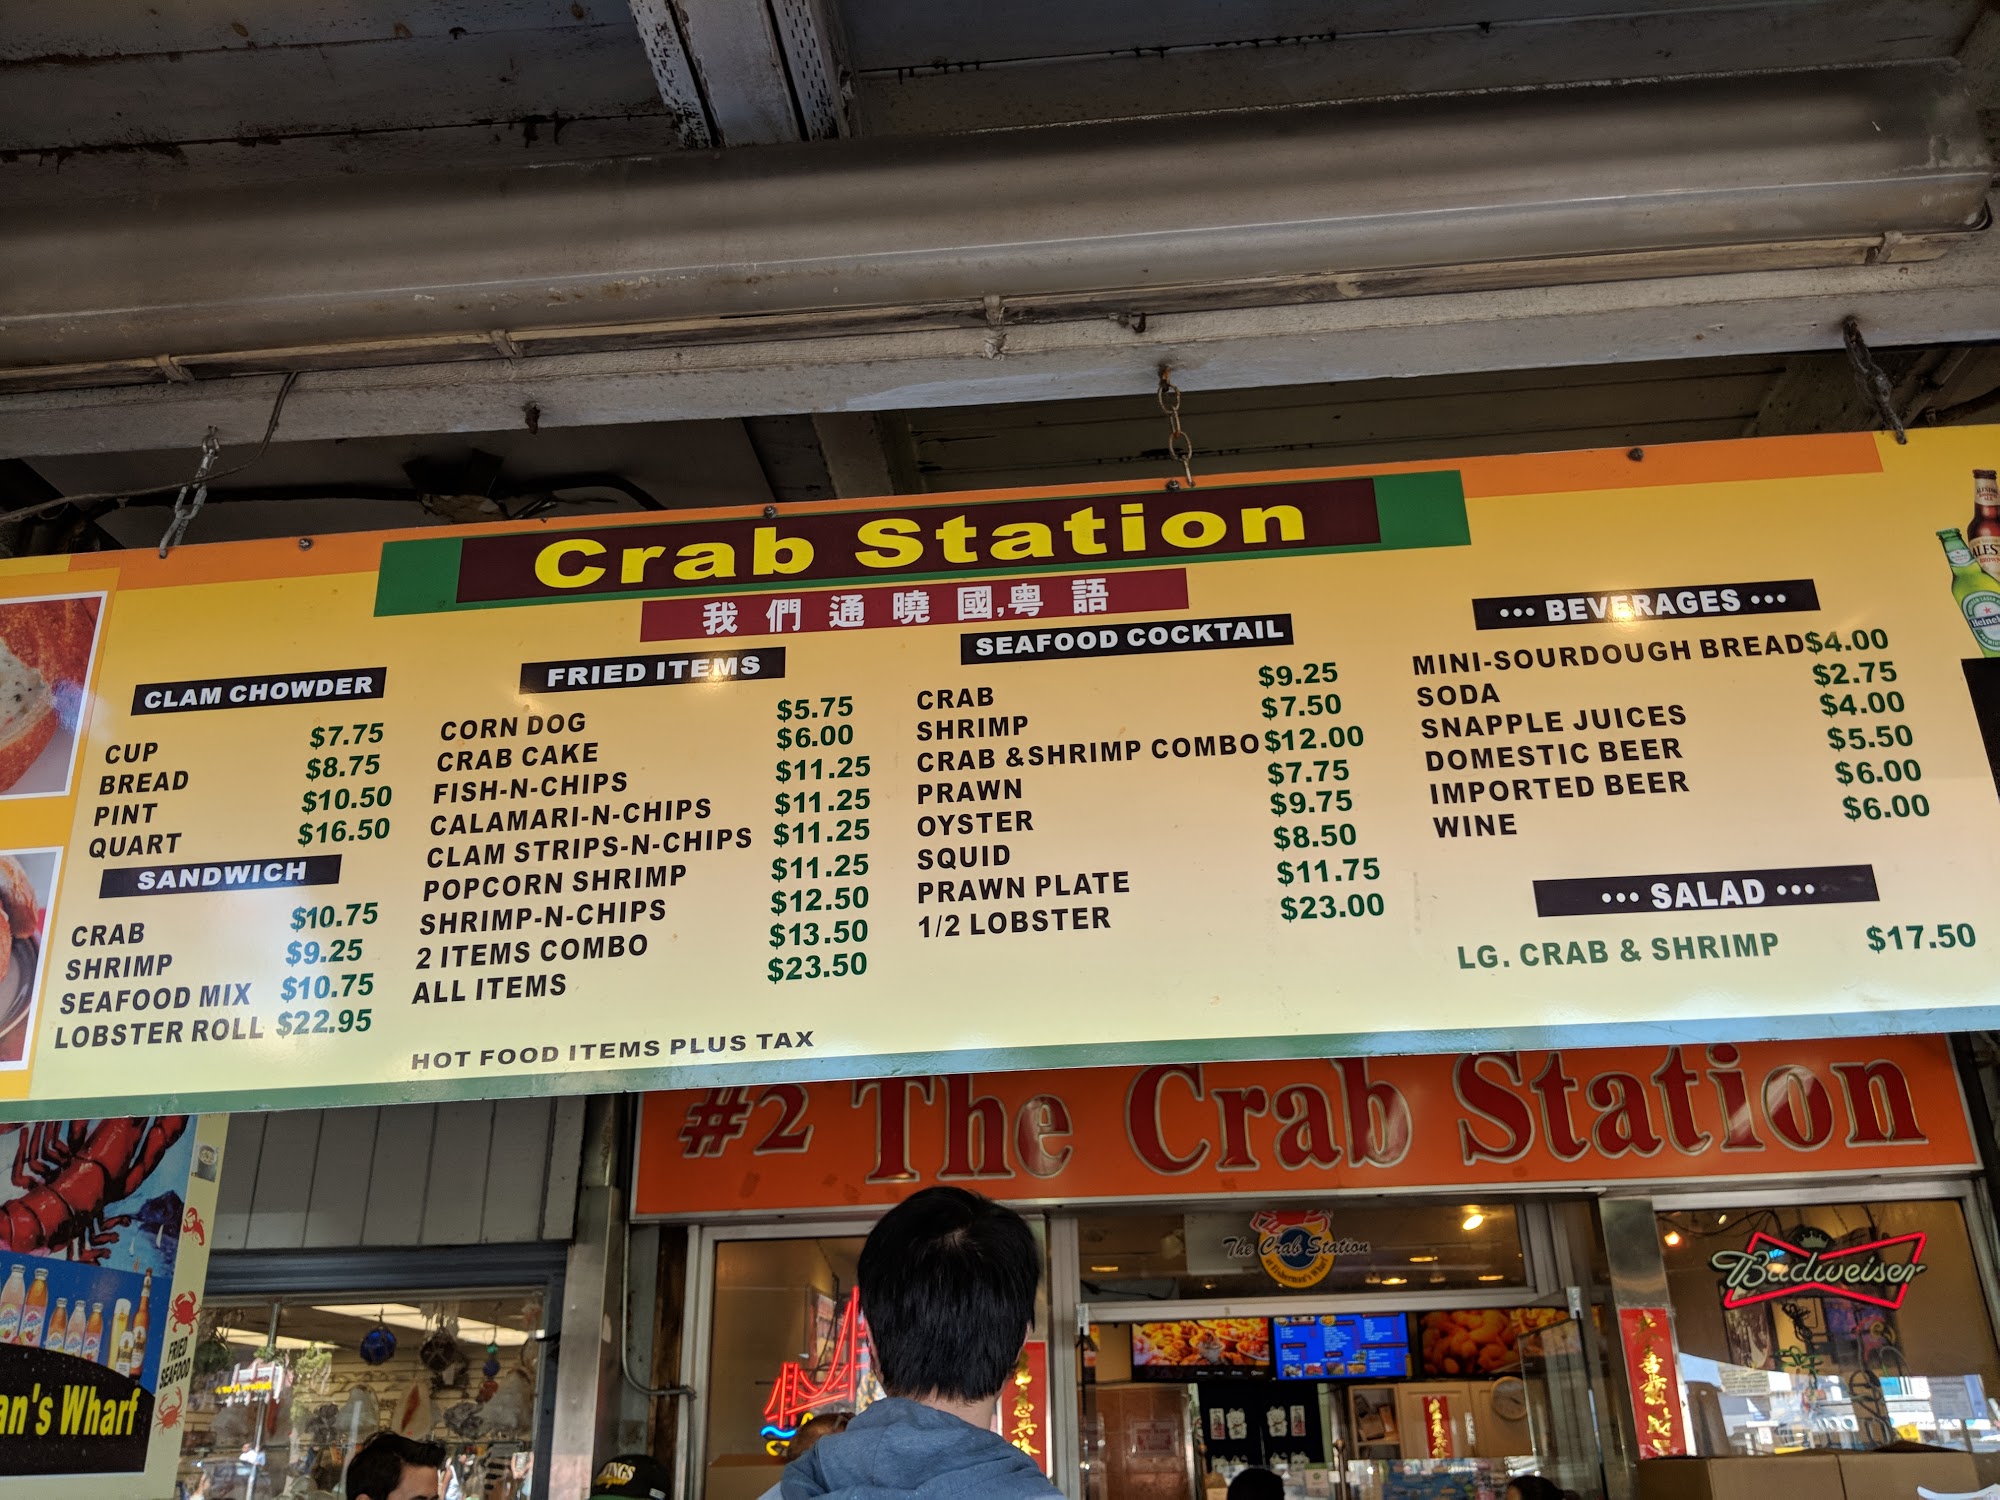 Crab Station
我們通曉國,粵語
CLAM CHOWDER
CUP $7.75
BREAD $8.75
PINT $10.50
QUART $16.50
SANDWICH
CRAB $10.75
SHRIMP $9.25
SEAFOOD MIX $10.75
LOBSTER ROLL $22.95
FRIED ITEMS
CORN DOG $5.75
CRAB CAKE $6.00
FISH-N-CHIPS $11.25
CALAMARI-N-CHIPS $11.25
CLAM STRIPS-N-CHIPS $11.25
POPCORN SHRIMP $11.25
SHRIMP-N-CHIPS $12.50
2 ITEMS COMBO $13.50
ALL ITEMS $23.50
HOT FOOD ITEMS PLUS TAX
SEAFOOD COCKTAIL
CRAB $9.25
SHRIMP $7.50
CRAB & SHRIMP COMBO $12.00
PRAWN $7.75
OYSTER $9.75
SQUID $8.50
PRAWN PLATE $11.75
1/2 LOBSTER $23.00
••• BEVERAGES •••
MINI-SOURDOUGH BREAD $4.00
SODA $2.75
SNAPPLE JUICES $4.00
DOMESTIC BEER $5.50
IMPORTED BEER $6.00
WINE $6.00
••• SALAD •••
LG. CRAB & SHRIMP $17.50
Heineken
#2 The Crab Station
The Crab Station
at Fisherman's Wharf
Budweiser
FRIED
SEAFOOD
an's Wharf